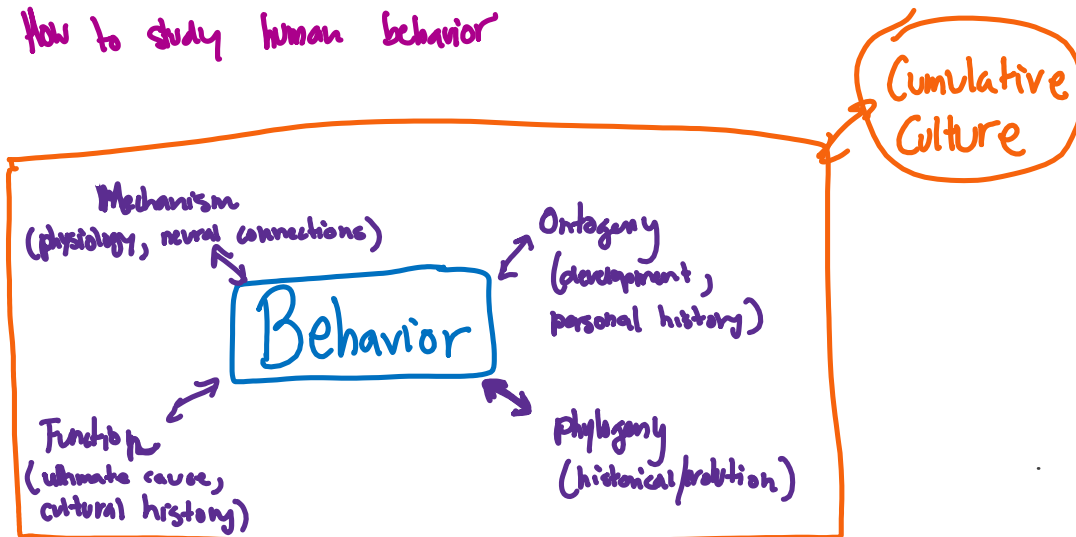 How to study human behavior
Cumulative
Culture
Mechanism
(physiology, neural connections)
Ontogeny
(development,
personal history)
Behavior
Function
(ultimate cause,
cultural history)
phylogeny
(historical/evolution)